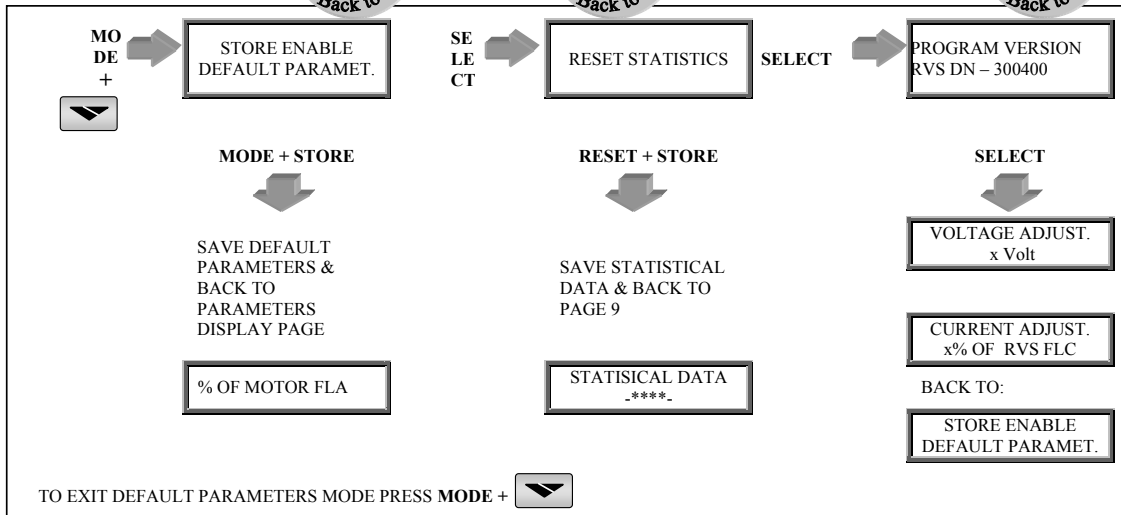 Back to
Back to
Back to
MO
DE
+
STORE ENABLE
DEFAULT PARAMET.
SE
LE
CT
RESET STATISTICS
SELECT
PROGRAM VERSION
RVS DN – 300400
MODE + STORE
RESET + STORE
SELECT
SAVE DEFAULT
PARAMETERS &
BACK TO
PARAMETERS
DISPLAY PAGE
SAVE STATISTICAL
DATA & BACK TO
PAGE 9
VOLTAGE ADJUST.
x Volt
CURRENT ADJUST.
x% OF RVS FLC
% OF MOTOR FLA
STATISICAL DATA
-****-
BACK TO:
STORE ENABLE
DEFAULT PARAMET.
TO EXIT DEFAULT PARAMETERS MODE PRESS MODE +